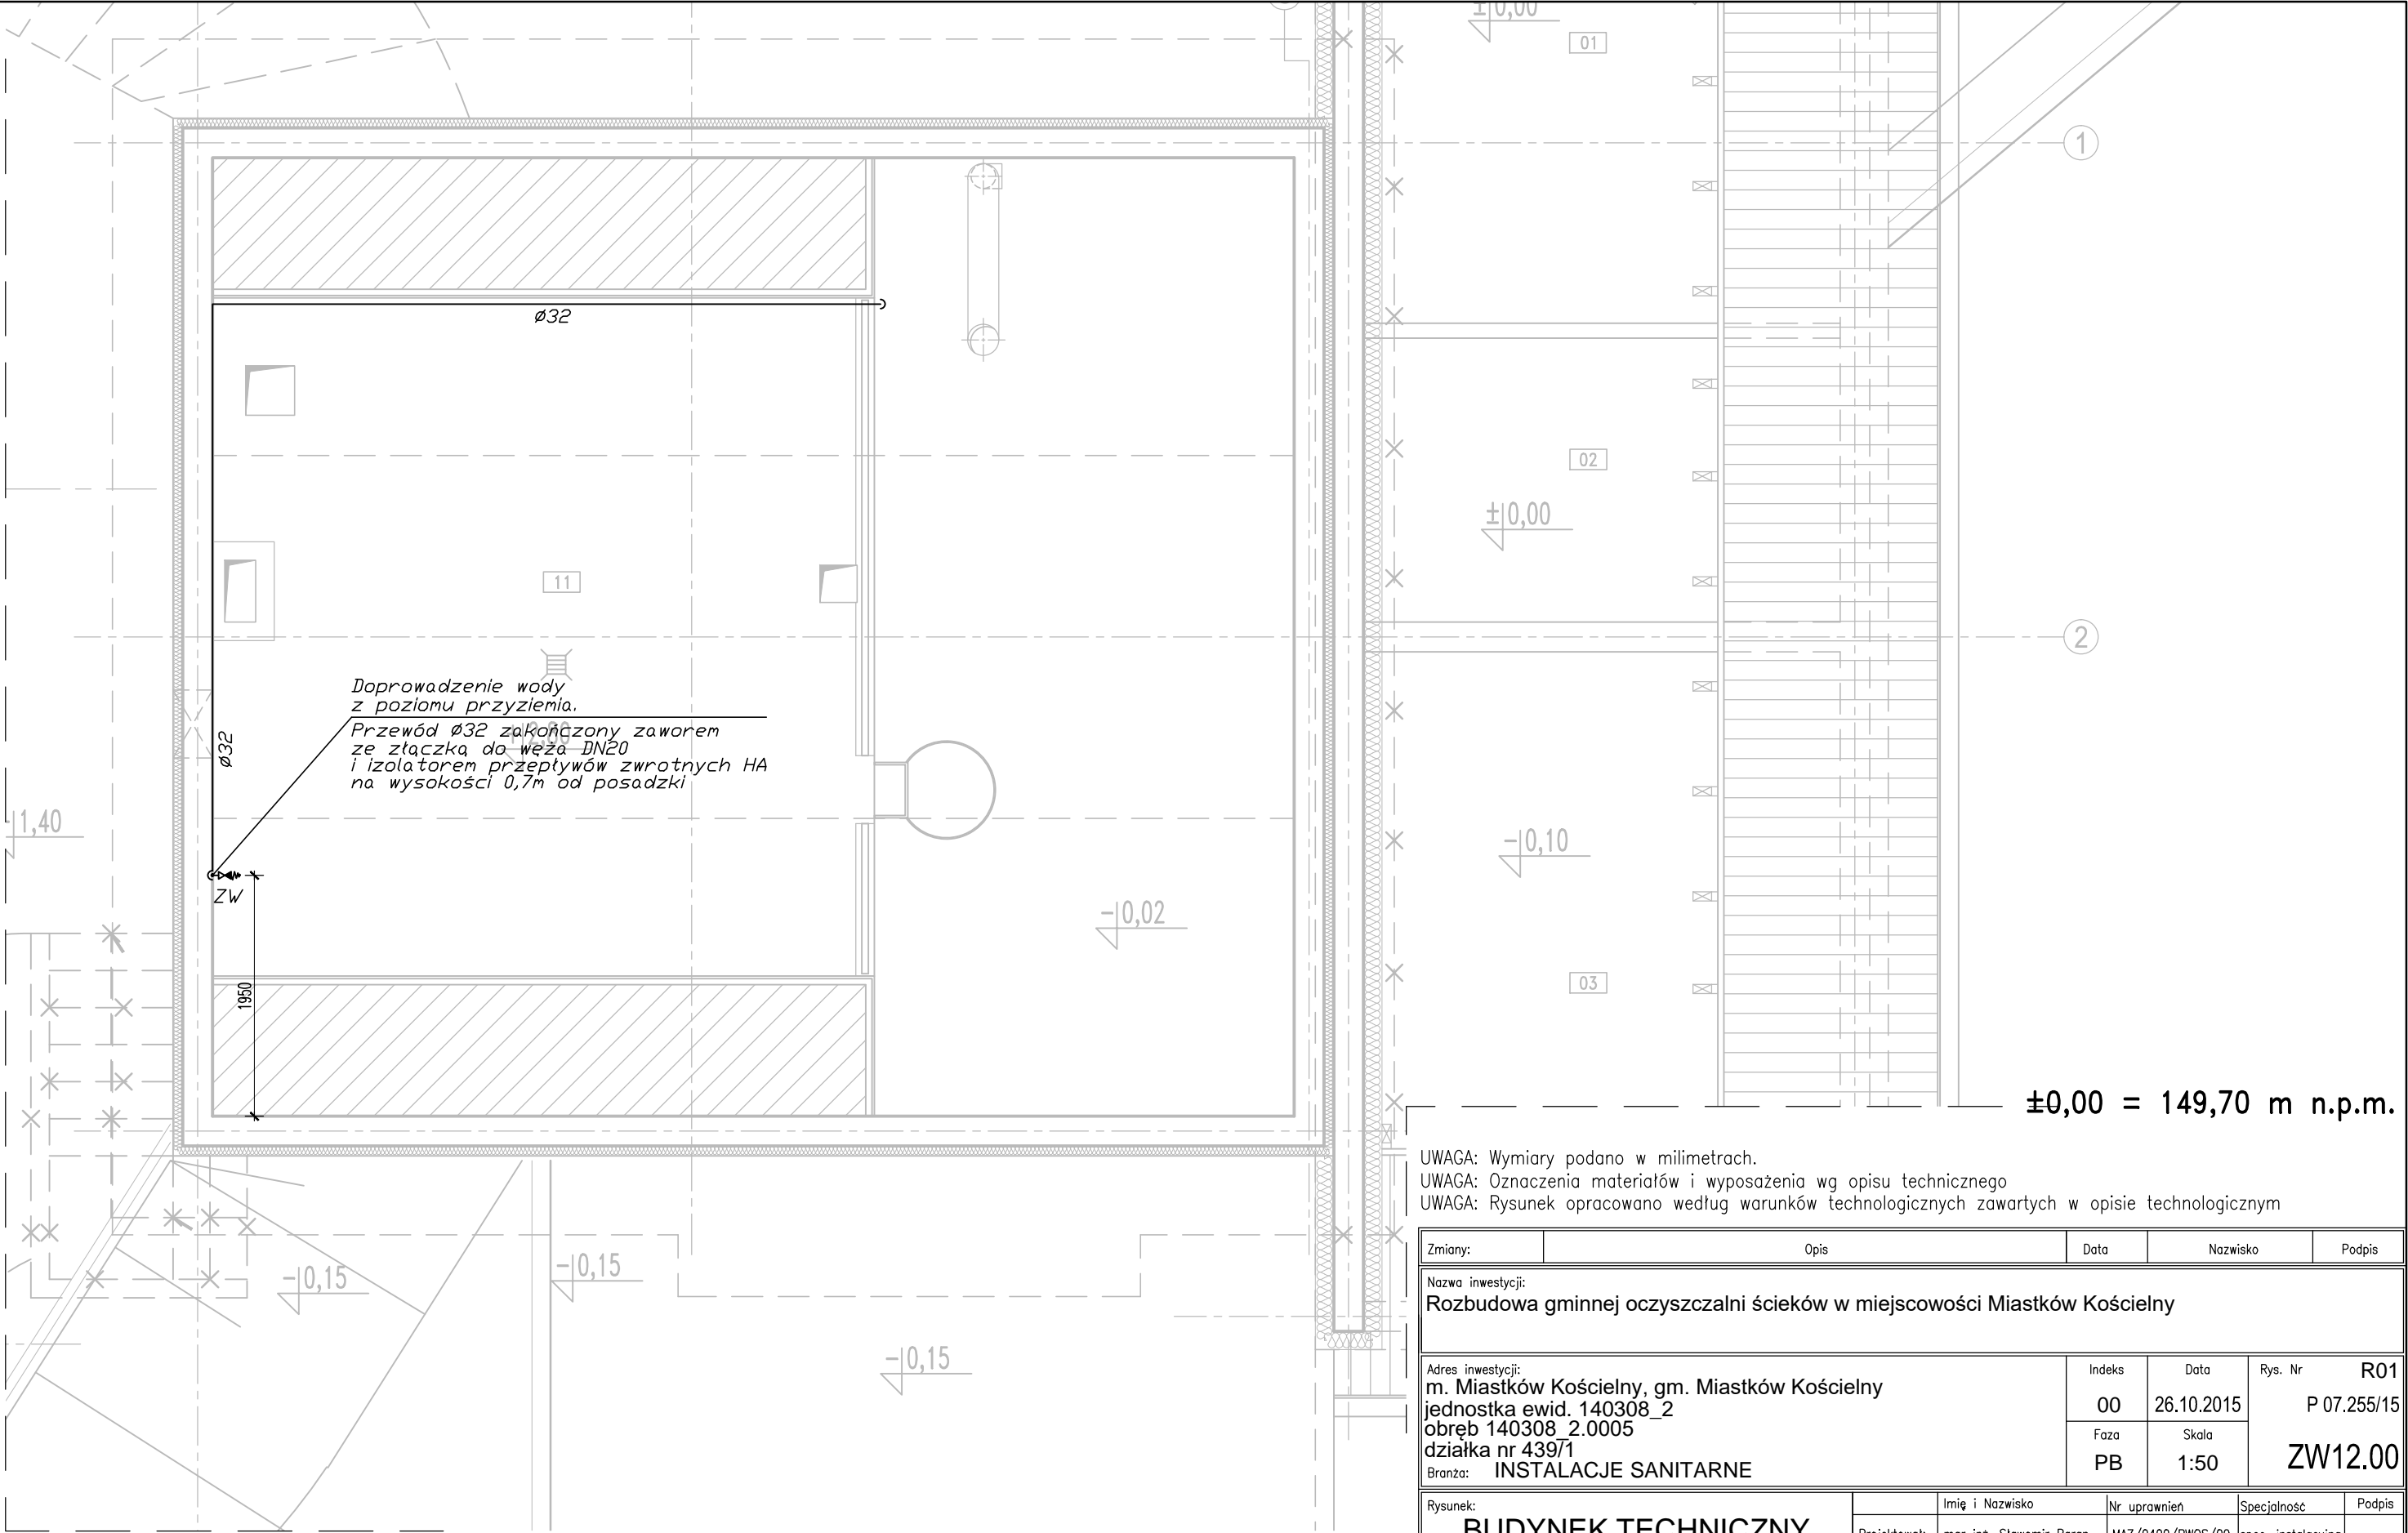 ±0,00
01
1
Ø32
02
±0,00
11
2
Doprowadzenie wody
z poziomu przyziemia.
Przewód Ø32 zakończony zaworem
ze złączką do węża DN20
i izolatorem przepływów zwrotnych HA
na wysokości 0,7m od posadzki
+2,00
Ø32
1,40
-0,10
ZW
-0,02
03
1950
±0,00 = 149,70 m n.p.m.
UWAGA: Wymiary podano w milimetrach.
UWAGA: Oznaczenia materiałów i wyposażenia wg opisu technicznego
UWAGA: Rysunek opracowano według warunków technologicznych zawartych w opisie technologicznym
-0,15
-0,15
-0,15
Zmiany: Opis Data Nazwisko Podpis
Nazwa inwestycji:
Rozbudowa gminnej oczyszczalni ścieków w miejscowości Miastków Kościelny
Adres inwestycji:
m. Miastków Kościelny, gm. Miastków Kościelny
jednostka ewid. 140308_2
obręb 140308_2.0005
działka nr 439/1
Branża: INSTALACJE SANITARNE
Indeks Data Rys. Nr R01
00 26.10.2015 P 07.255/15
Faza Skala
PB 1:50 ZW12.00
Rysunek: Imię i Nazwisko Nr uprawnień Specjalność Podpis
BUDYNEK TECHNICZNY